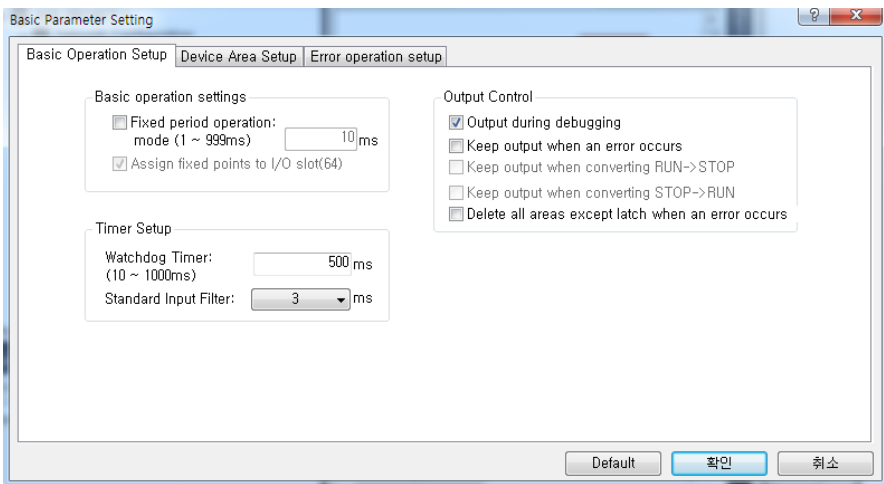 Basic Parameter Setting
?
Basic Operation Setup
Device Area Setup
Error operation setup
Basic operation settings
Fixed period operation:
mode (1 ~ 999ms)
10 ms
Assign fixed points to I/O slot(64)
Timer Setup
Watchdog Timer:
(10 ~ 1000ms)
500 ms
Standard Input Filter:
3
ms
Output Control
Output during debugging
Keep output when an error occurs
Keep output when converting RUN->STOP
Keep output when converting STOP->RUN
Delete all areas except latch when an error occurs
Default
확인
취소